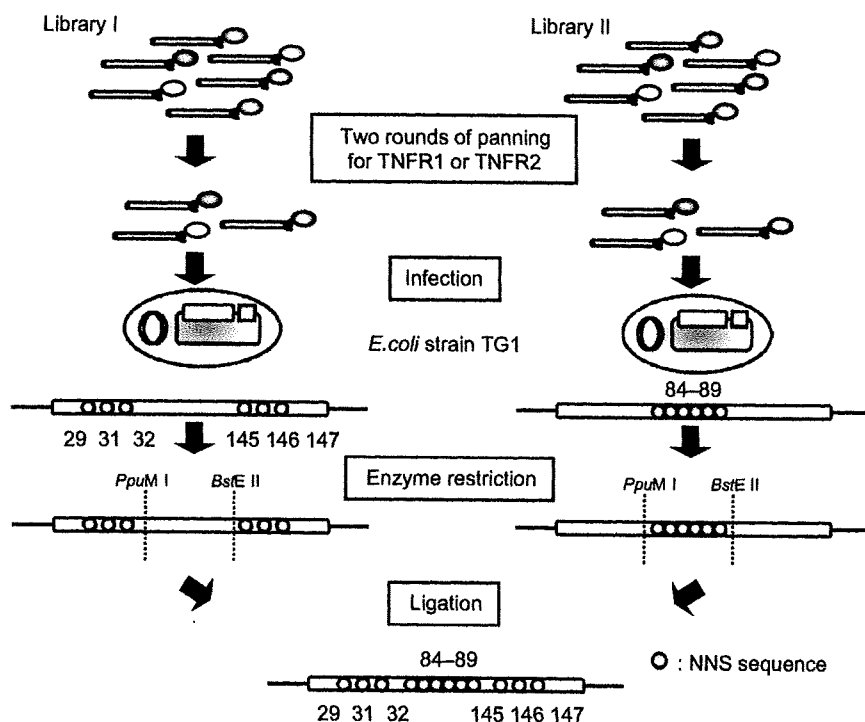 Library I
Library II
Two rounds of panning
for TNFR1 or TNFR2
Infection
E.coli strain TG1
84–89
29 31 32 145 146 147
Enzyme restriction
PpuM I BstE II
PpuM I BstE II
Ligation
84–89
: NNS sequence
29 31 32 145 146 147